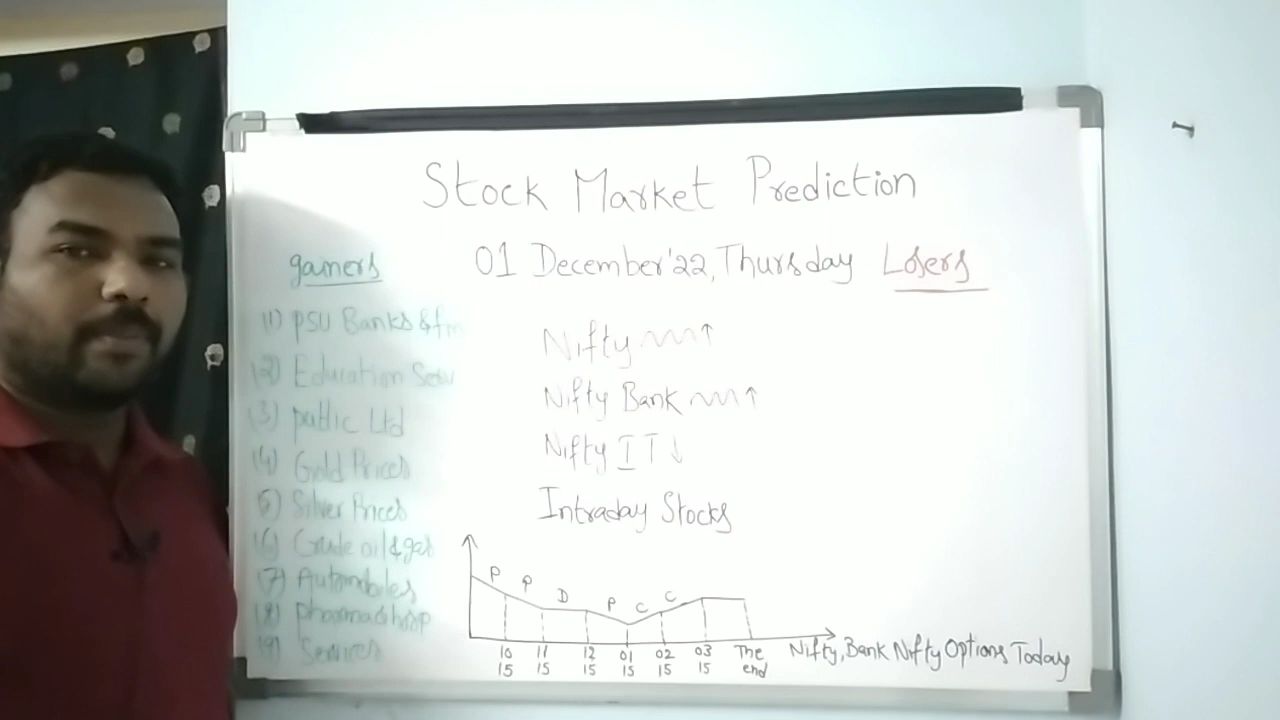 Stock Market Prediction
01 December'22, Thursday
gainers
Losers
(1) PSU Banks &
(2) Education
(3) Ltd
(4) Gold Prices
(5) Silver Prices
(6) Crude oil & gas
(7) Automobiles
(8)
(9) Services
Nifty ↑
Nifty Bank ↑
Nifty IT ↓
Intraday Stocks
P P D P C C
10 11 12 01 02 03 The
15 15 15 15 15 15 end
Nifty, Bank Nifty Options Today